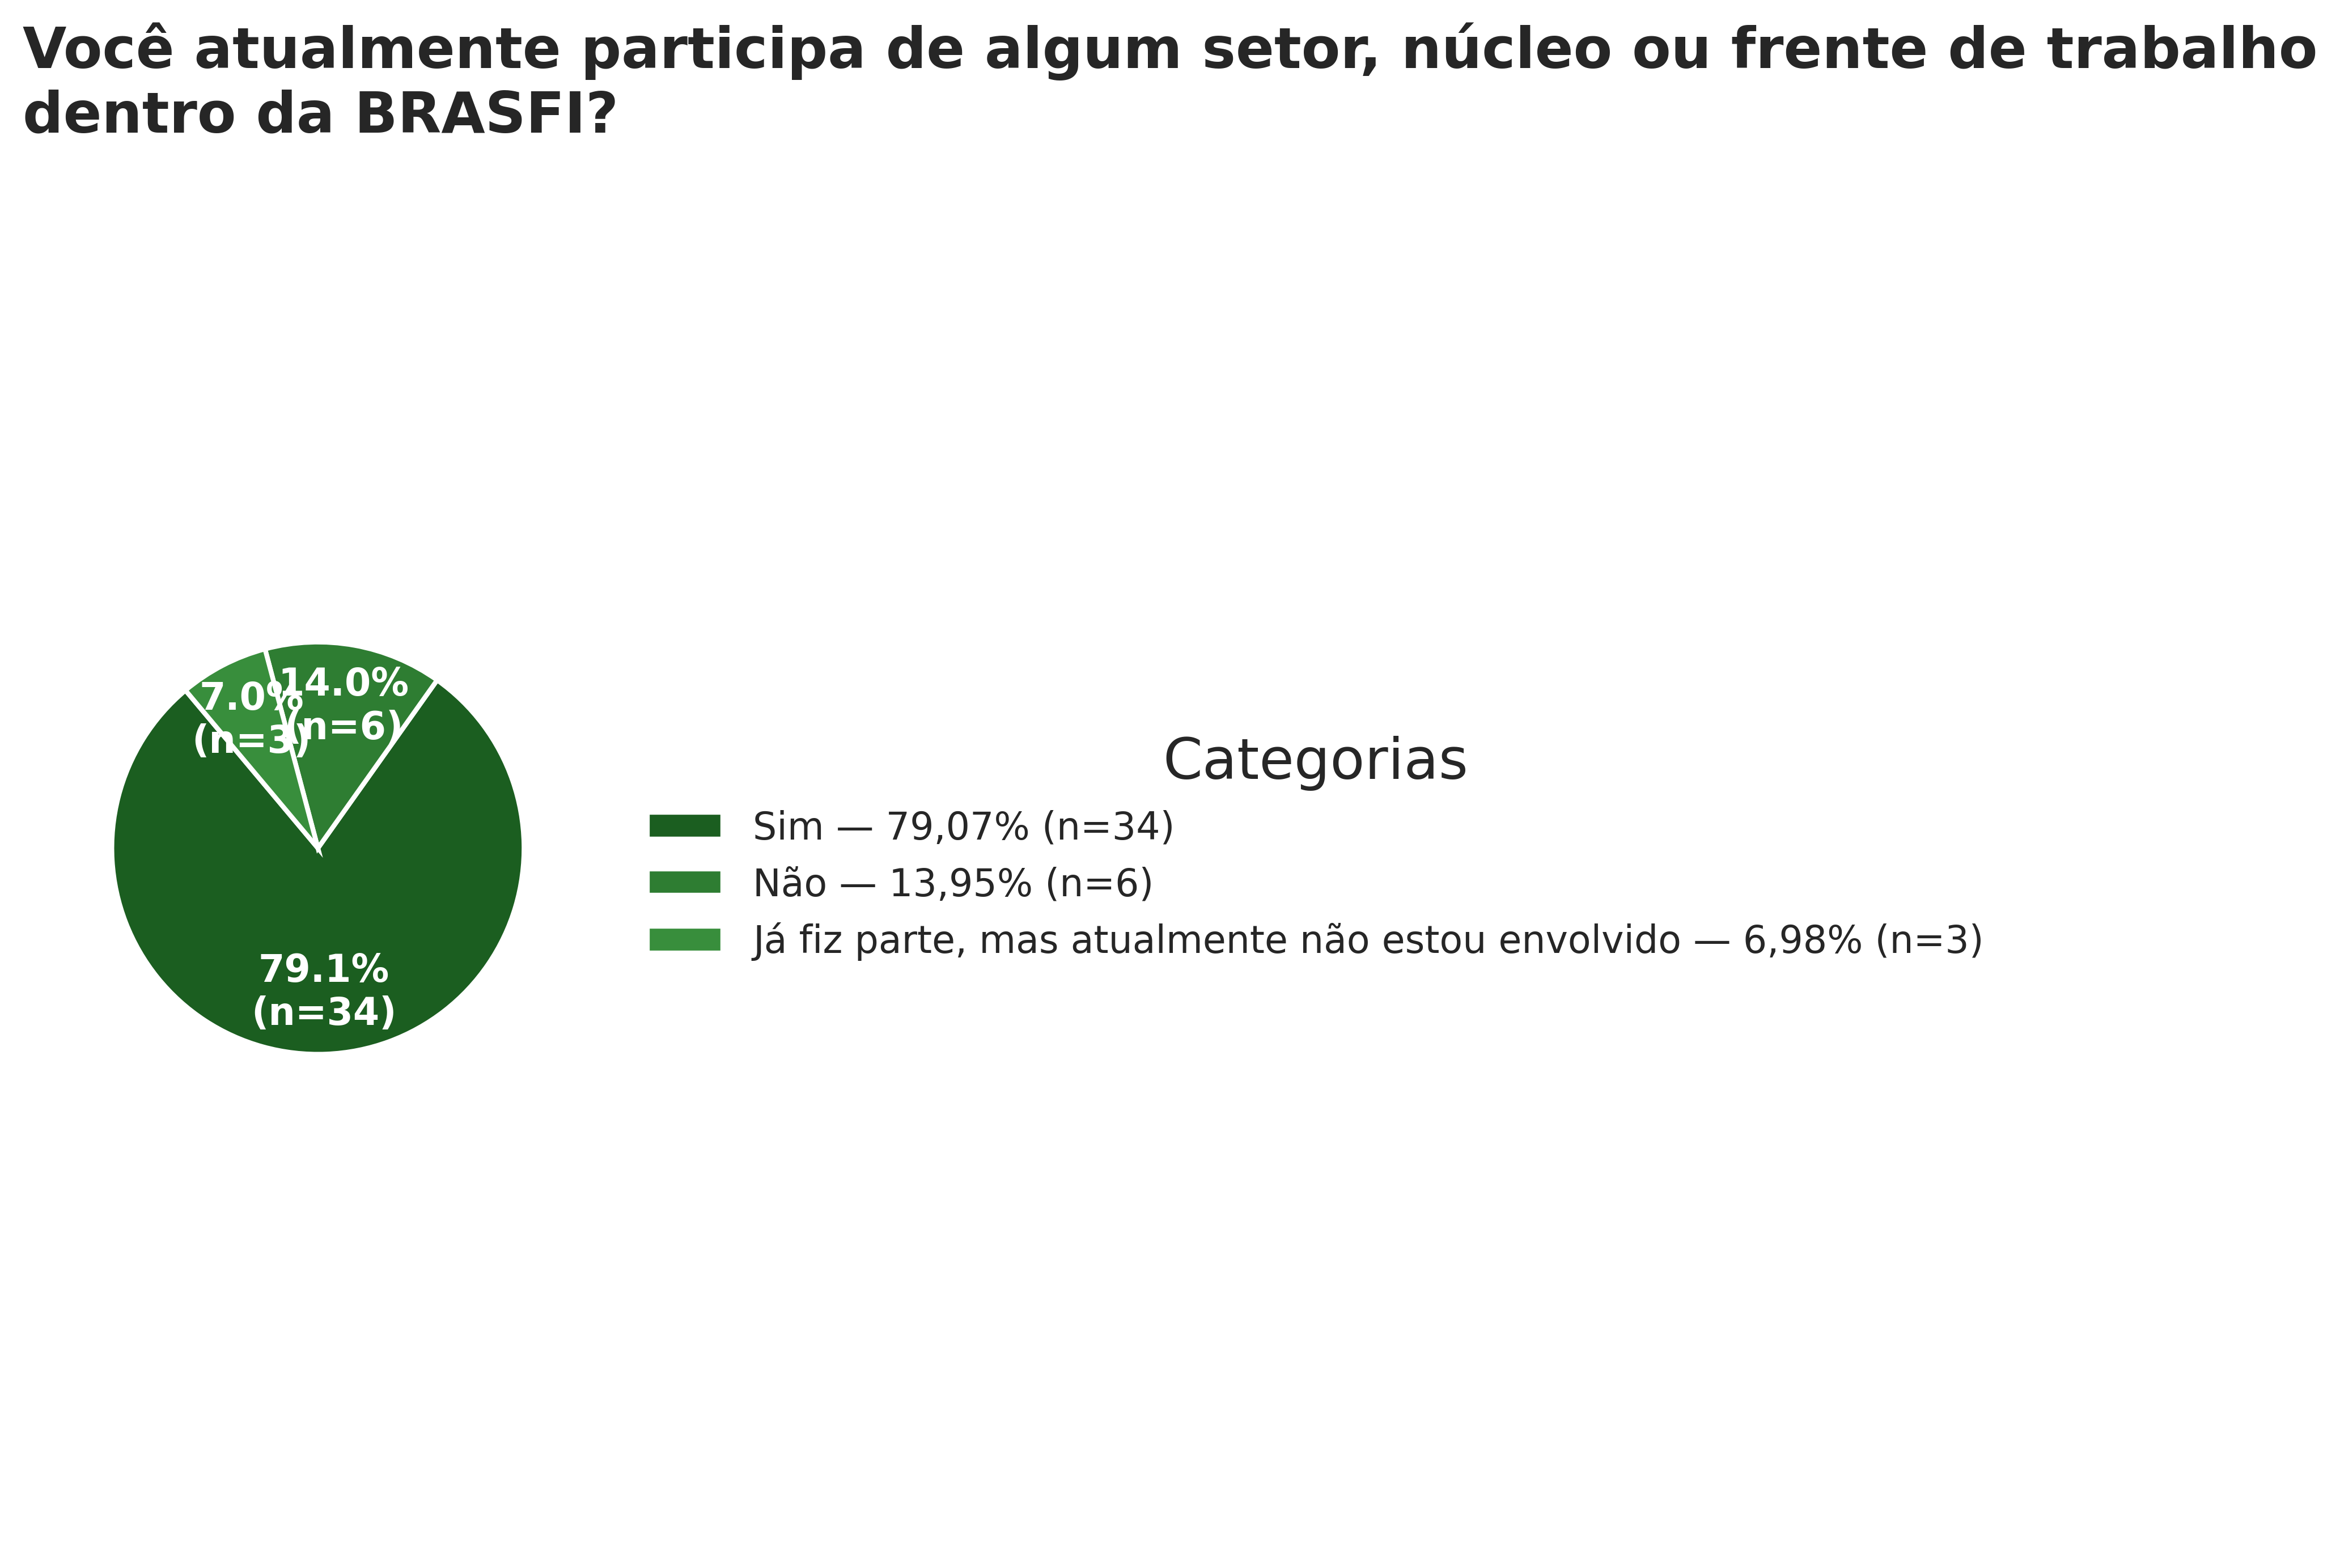 Você atualmente participa de algum setor, núcleo ou frente de trabalho
dentro da BRASFI?
7.0%
(n=3)
14.0%
(n=6)
79.1%
(n=34)
Categorias
Sim — 79,07% (n=34)
Não — 13,95% (n=6)
Já fiz parte, mas atualmente não estou envolvido — 6,98% (n=3)